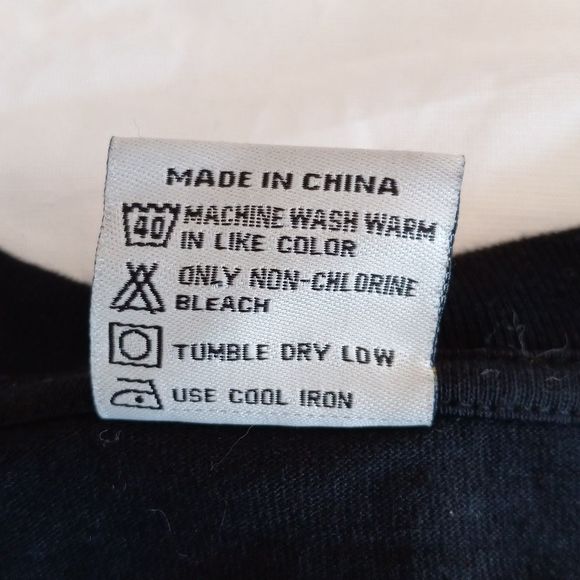 MADE IN CHINA
40 MACHINE WASH WARM
IN LIKE COLOR
ONLY NON-CHLORINE
BLEACH
TUMBLE DRY LOW
USE COOL IRON